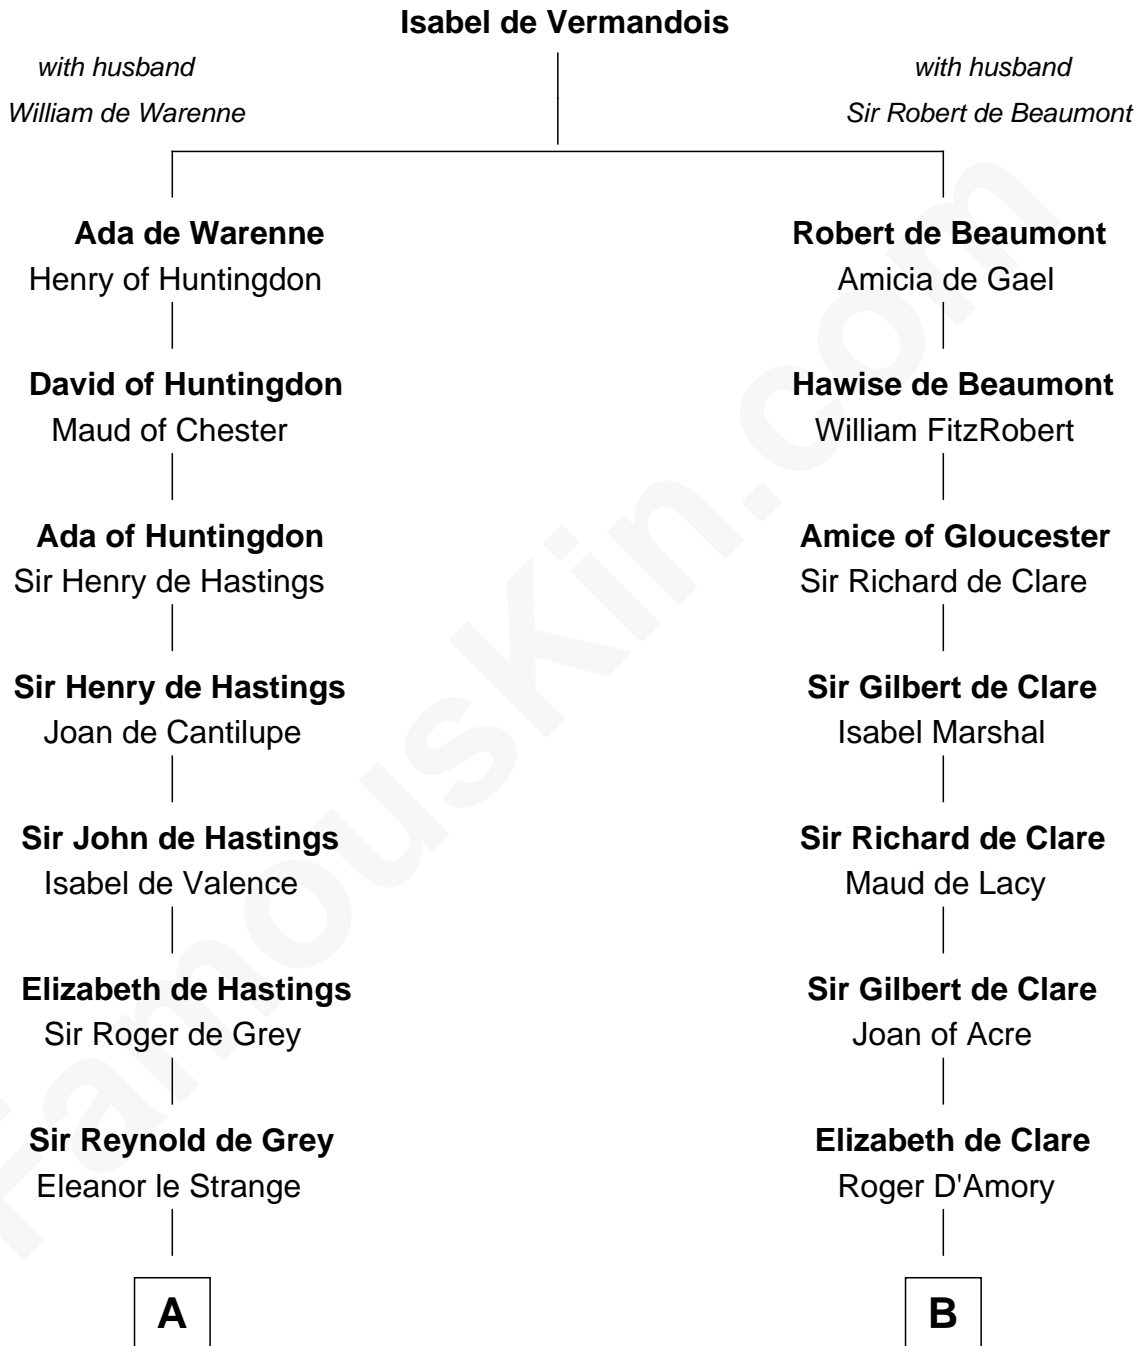 Isabel de Vermandois
with husband
William de Warenne
with husband
Sir Robert de Beaumont
Ada de Warenne
Henry of Huntingdon
David of Huntingdon
Maud of Chester
Ada of Huntingdon
Sir Henry de Hastings
Sir Henry de Hastings
Joan de Cantilupe
Sir John de Hastings
Isabel de Valence
Elizabeth de Hastings
Sir Roger de Grey
Sir Reynold de Grey
Eleanor le Strange
A
Robert de Beaumont
Amicia de Gael
Hawise de Beaumont
William FitzRobert
Amice of Gloucester
Sir Richard de Clare
Sir Gilbert de Clare
Isabel Marshal
Sir Richard de Clare
Maud de Lacy
Sir Gilbert de Clare
Joan of Acre
Elizabeth de Clare
Roger D'Amory
B
FamousKin.com